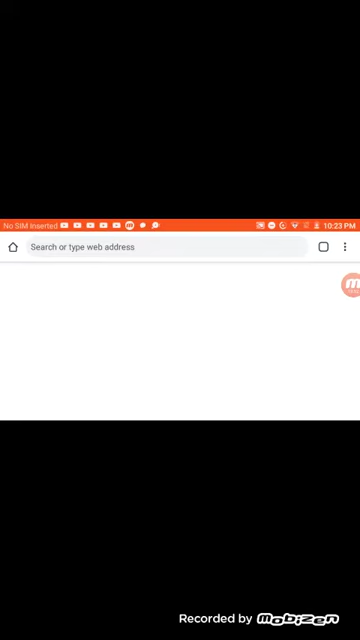 No SIM Inserted 10:23 PM
Search or type web address
Recorded by Mobizen